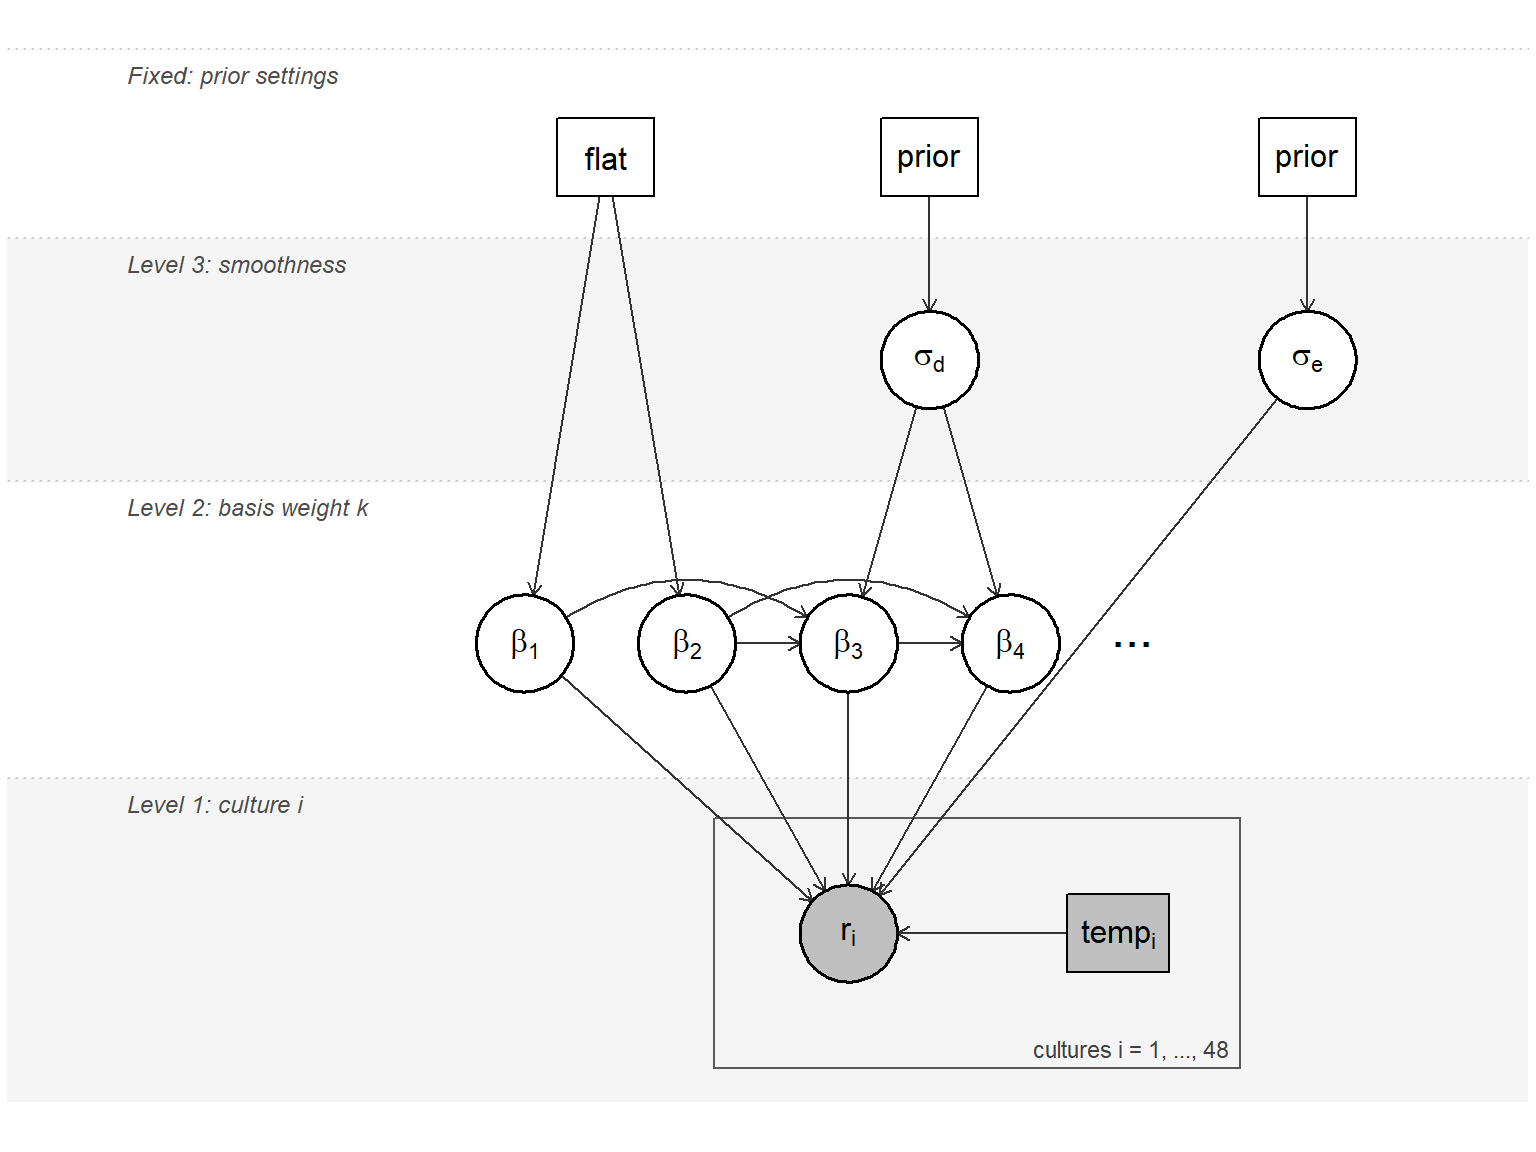 Fixed: prior settings
flat
prior
prior
Level 3: smoothness
σd
σe
Level 2: basis weight k
β1
β2
β3
β4
...
Level 1: culture i
ri
tempi
cultures i = 1, ..., 48